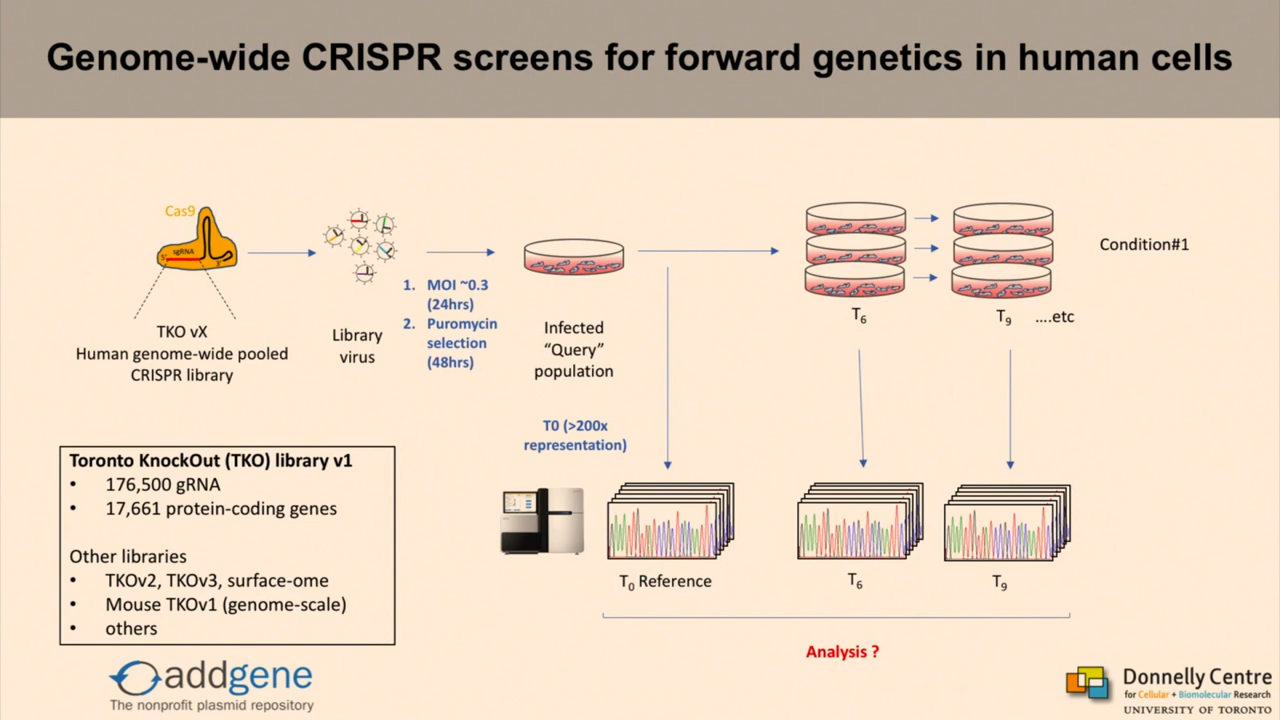 Genome-wide CRISPR screens for forward genetics in human cells
Cas9
sgRNA
5'
3'
TKO vX
Human genome-wide pooled
CRISPR library
Library
virus
1. MOI ~0.3
(24hrs)
2. Puromycin
selection
(48hrs)
Infected
“Query”
population
T0 (>200x
representation)
T6
T9
....etc
Condition#1
T0 Reference
T6
T9
Analysis ?
Toronto KnockOut (TKO) library v1
• 176,500 gRNA
• 17,661 protein-coding genes
Other libraries
• TKOv2, TKOv3, surface-ome
• Mouse TKOv1 (genome-scale)
• others
addgene
The nonprofit plasmid repository
Donnelly Centre
for Cellular + Biomolecular Research
UNIVERSITY OF TORONTO